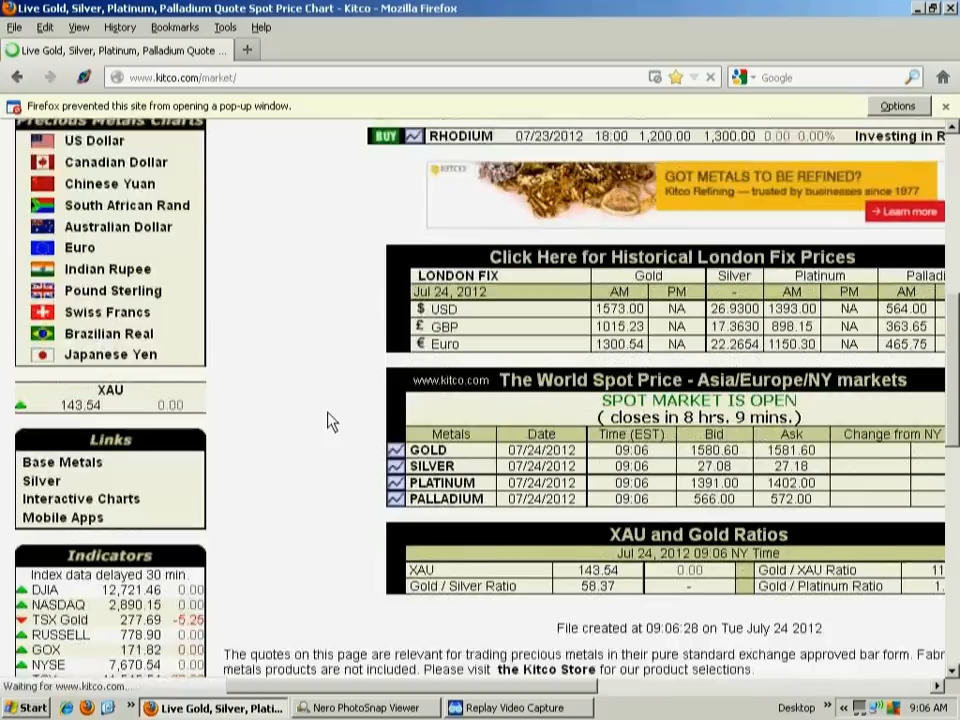 Live Gold, Silver, Platinum, Palladium Quote Spot Price Chart - Kitco - Mozilla Firefox
File Edit View History Bookmarks Tools Help
Live Gold, Silver, Platinum, Palladium Quote ...
www.kitco.com/market/
Google
Firefox prevented this site from opening a pop-up window.
Options
Precious Metals Charts
US Dollar
Canadian Dollar
Chinese Yuan
South African Rand
Australian Dollar
Euro
Indian Rupee
Pound Sterling
Swiss Francs
Brazilian Real
Japanese Yen
XAU
143.54 0.00
Links
Base Metals
Silver
Interactive Charts
Mobile Apps
Indicators
Index data delayed 30 min.
DJIA 12,721.46 0.00
NASDAQ 2,890.15 0.00
TSX Gold 277.69 -5.25
RUSSELL 778.90 0.00
GOX 171.82 0.00
NYSE 7,670.54 0.00
BUY RHODIUM 07/23/2012 18:00 1,200.00 1,300.00 0.00 0.00% Investing in R
KITCO
GOT METALS TO BE REFINED?
Kitco Refining — trusted by businesses since 1977
Learn more
Click Here for Historical London Fix Prices
LONDON FIX Gold Silver Platinum Palladi
Jul 24, 2012 AM PM - AM PM AM
$ USD 1573.00 NA 26.9300 1393.00 NA 564.00
£ GBP 1015.23 NA 17.3630 898.15 NA 363.65
€ Euro 1300.54 NA 22.2654 1150.30 NA 465.75
www.kitco.com The World Spot Price - Asia/Europe/NY markets
SPOT MARKET IS OPEN
( closes in 8 hrs. 9 mins.)
Metals Date Time (EST) Bid Ask Change from NY
GOLD 07/24/2012 09:06 1580.60 1581.60
SILVER 07/24/2012 09:06 27.08 27.18
PLATINUM 07/24/2012 09:06 1391.00 1402.00
PALLADIUM 07/24/2012 09:06 566.00 572.00
XAU and Gold Ratios
Jul 24, 2012 09:06 NY Time
XAU 143.54 0.00 Gold / XAU Ratio 11
Gold / Silver Ratio 58.37 - Gold / Platinum Ratio 1.
File created at 09:06:28 on Tue July 24 2012
The quotes on this page are relevant for trading precious metals in their pure standard exchange approved bar form. Fabr
metals products are not included. Please visit the Kitco Store for our product selections.
Waiting for www.kitco.com...
Start Live Gold, Silver, Plati... Nero PhotoSnap Viewer Replay Video Capture Desktop 9:06 AM